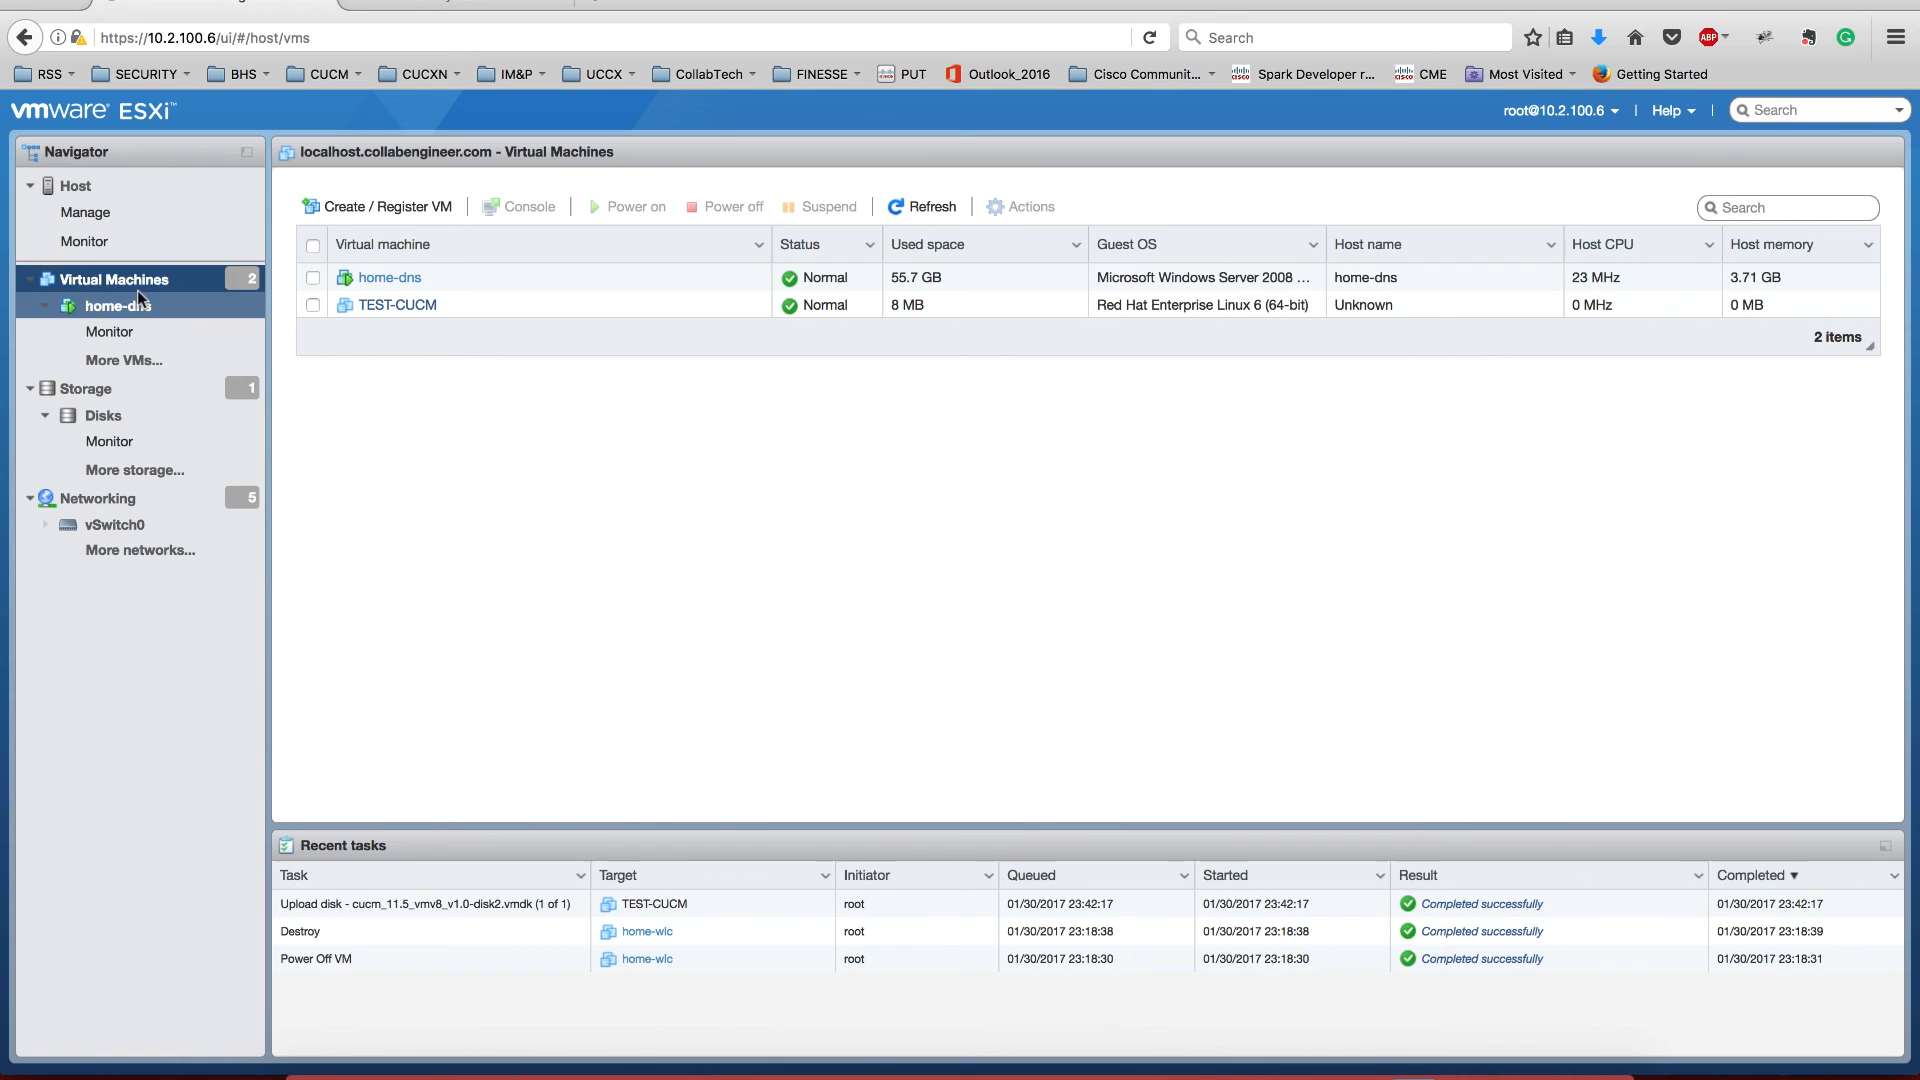 https://10.2.100.6/ui/#/host/vms
Search
RSS SECURITY BHS CUCM CUCXN IM&P UCCX CollabTech FINESSE PUT Outlook_2016 Cisco Communit... Spark Developer r... CME Most Visited Getting Started
ABP
vmware® ESXi™
root@10.2.100.6 | Help | Search
Navigator
Host
Manage
Monitor
Virtual Machines 2
home-dns
Monitor
More VMs...
Storage 1
Disks
Monitor
More storage...
Networking 5
vSwitch0
More networks...
localhost.collabengineer.com - Virtual Machines
Create / Register VM | Console | Power on Power off Suspend | Refresh | Actions
Search
Virtual machine Status Used space Guest OS Host name Host CPU Host memory
home-dns Normal 55.7 GB Microsoft Windows Server 2008 ... home-dns 23 MHz 3.71 GB
TEST-CUCM Normal 8 MB Red Hat Enterprise Linux 6 (64-bit) Unknown 0 MHz 0 MB
2 items
Recent tasks
Task Target Initiator Queued Started Result Completed ▼
Upload disk - cucm_11.5_vmv8_v1.0-disk2.vmdk (1 of 1) TEST-CUCM root 01/30/2017 23:42:17 01/30/2017 23:42:17 Completed successfully 01/30/2017 23:42:17
Destroy home-wlc root 01/30/2017 23:18:38 01/30/2017 23:18:38 Completed successfully 01/30/2017 23:18:39
Power Off VM home-wlc root 01/30/2017 23:18:30 01/30/2017 23:18:30 Completed successfully 01/30/2017 23:18:31